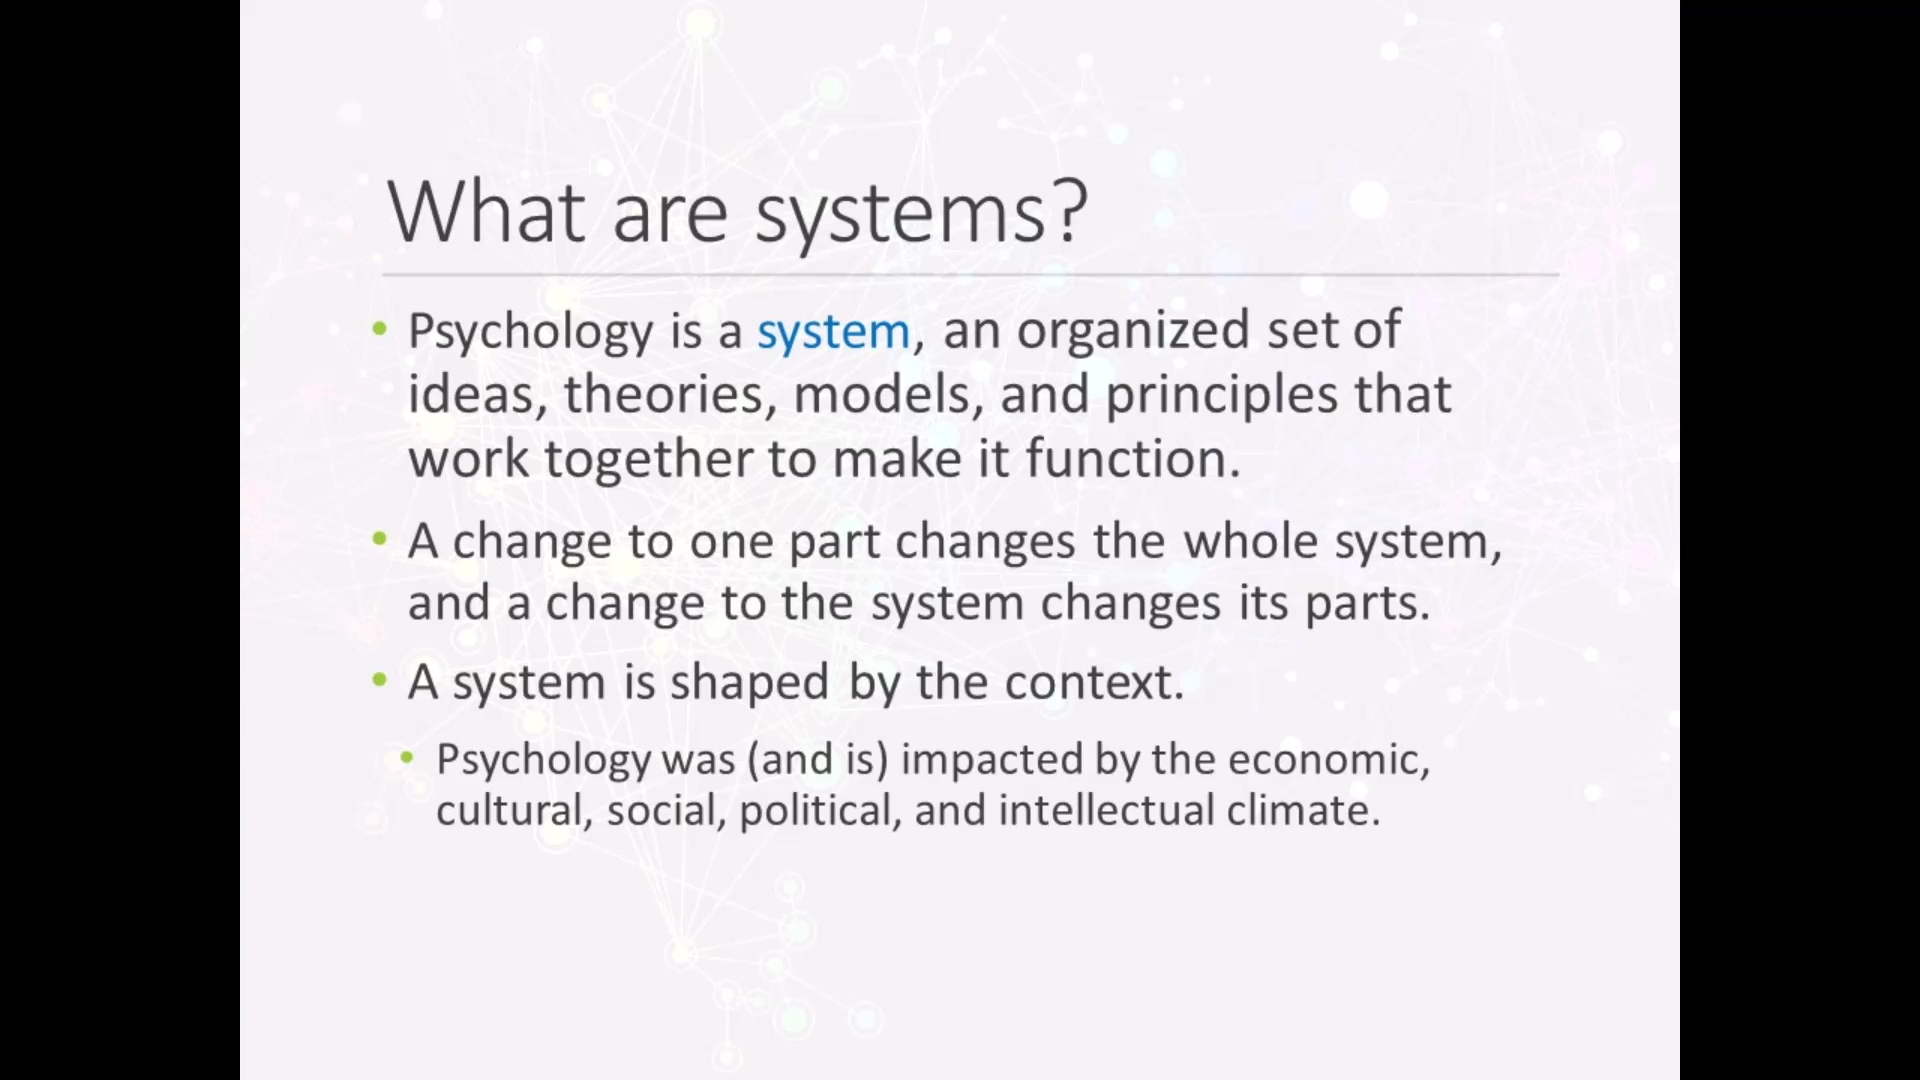 What are systems?
• Psychology is a system, an organized set of
ideas, theories, models, and principles that
work together to make it function.
• A change to one part changes the whole system,
and a change to the system changes its parts.
• A system is shaped by the context.
• Psychology was (and is) impacted by the economic,
cultural, social, political, and intellectual climate.